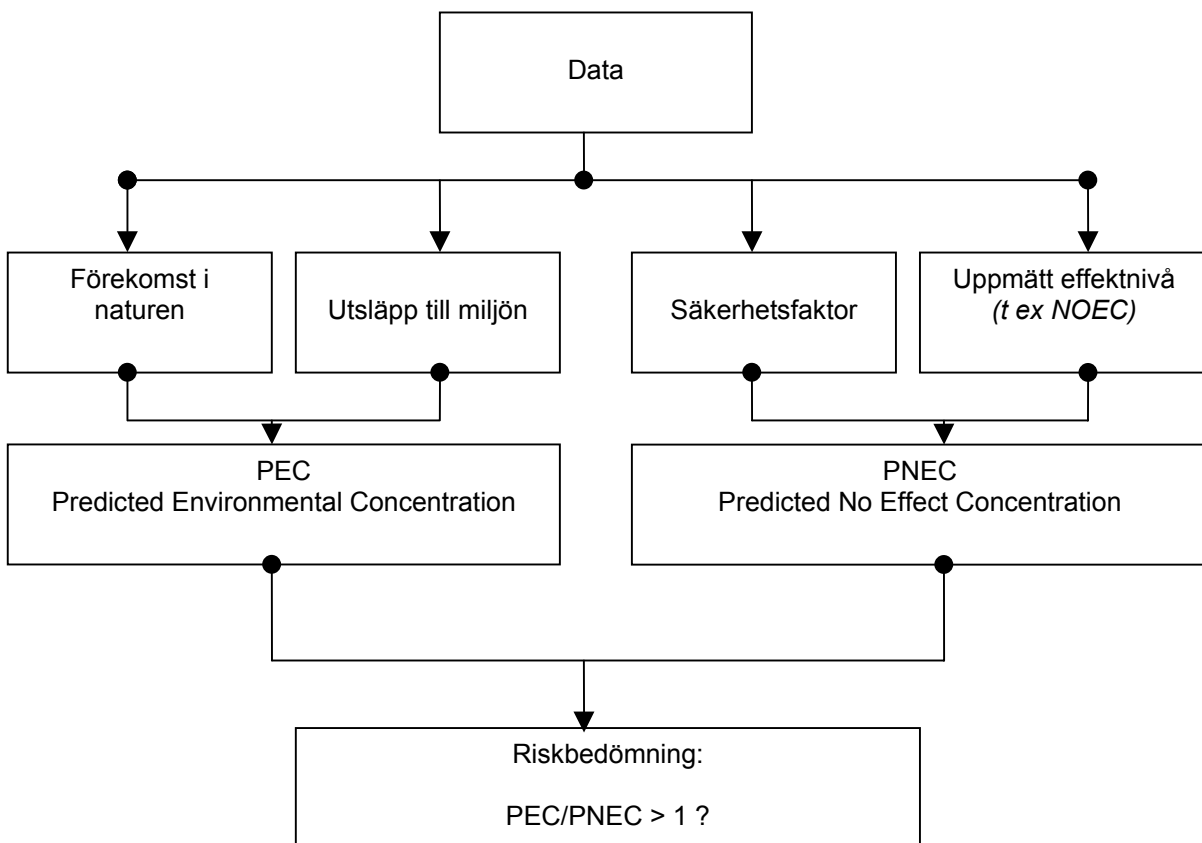 Data
Förekomst i
naturen
Utsläpp till miljön
Säkerhetsfaktor
Uppmätt effektnivå
(t ex NOEC)
PEC
Predicted Environmental Concentration
PNEC
Predicted No Effect Concentration
Riskbedömning:
PEC/PNEC > 1 ?